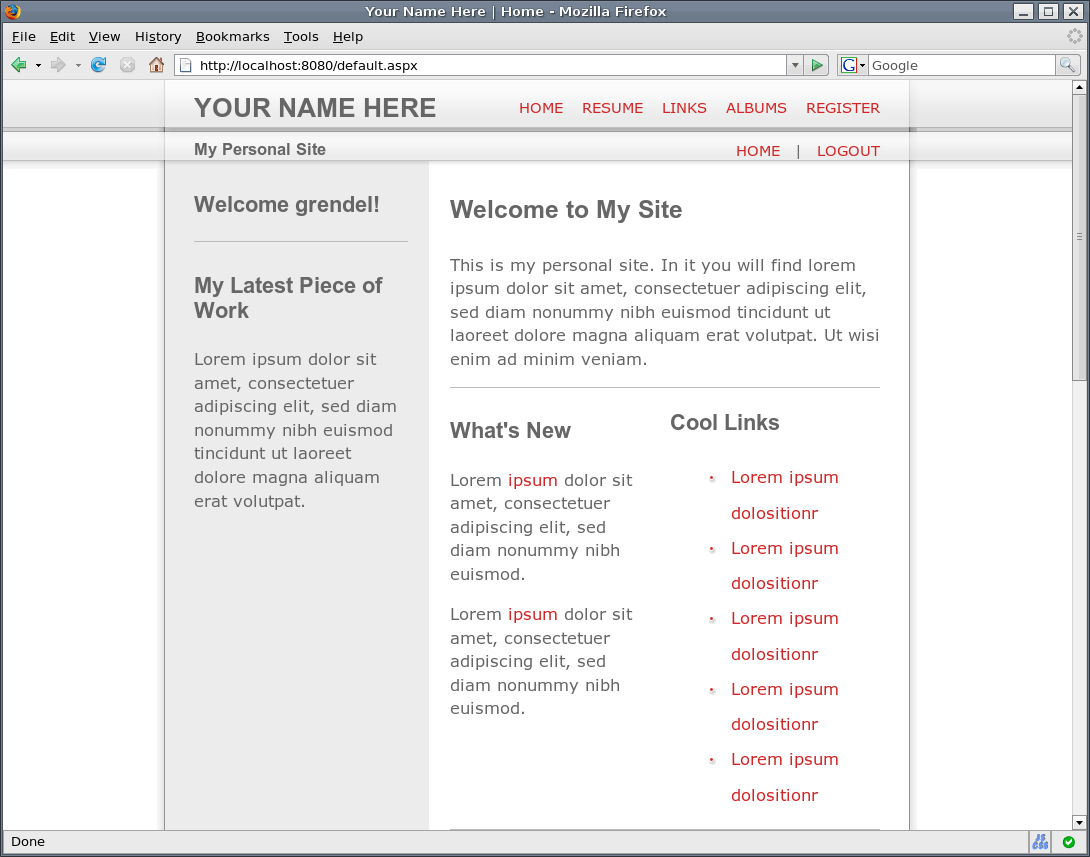 Your Name Here | Home - Mozilla Firefox
File Edit View History Bookmarks Tools Help
http://localhost:8080/default.aspx
G Google
YOUR NAME HERE
HOME RESUME LINKS ALBUMS REGISTER
My Personal Site
HOME | LOGOUT
Welcome grendel!
My Latest Piece of
Work
Lorem ipsum dolor sit
amet, consectetuer
adipiscing elit, sed diam
nonummy nibh euismod
tincidunt ut laoreet
dolore magna aliquam
erat volutpat.
Welcome to My Site
This is my personal site. In it you will find lorem
ipsum dolor sit amet, consectetuer adipiscing elit,
sed diam nonummy nibh euismod tincidunt ut
laoreet dolore magna aliquam erat volutpat. Ut wisi
enim ad minim veniam.
What's New
Lorem ipsum dolor sit
amet, consectetuer
adipiscing elit, sed
diam nonummy nibh
euismod.
Lorem ipsum dolor sit
amet, consectetuer
adipiscing elit, sed
diam nonummy nibh
euismod.
Cool Links
Lorem ipsum
dolositionr
Lorem ipsum
dolositionr
Lorem ipsum
dolositionr
Lorem ipsum
dolositionr
Lorem ipsum
dolositionr
Done
JS
CSS